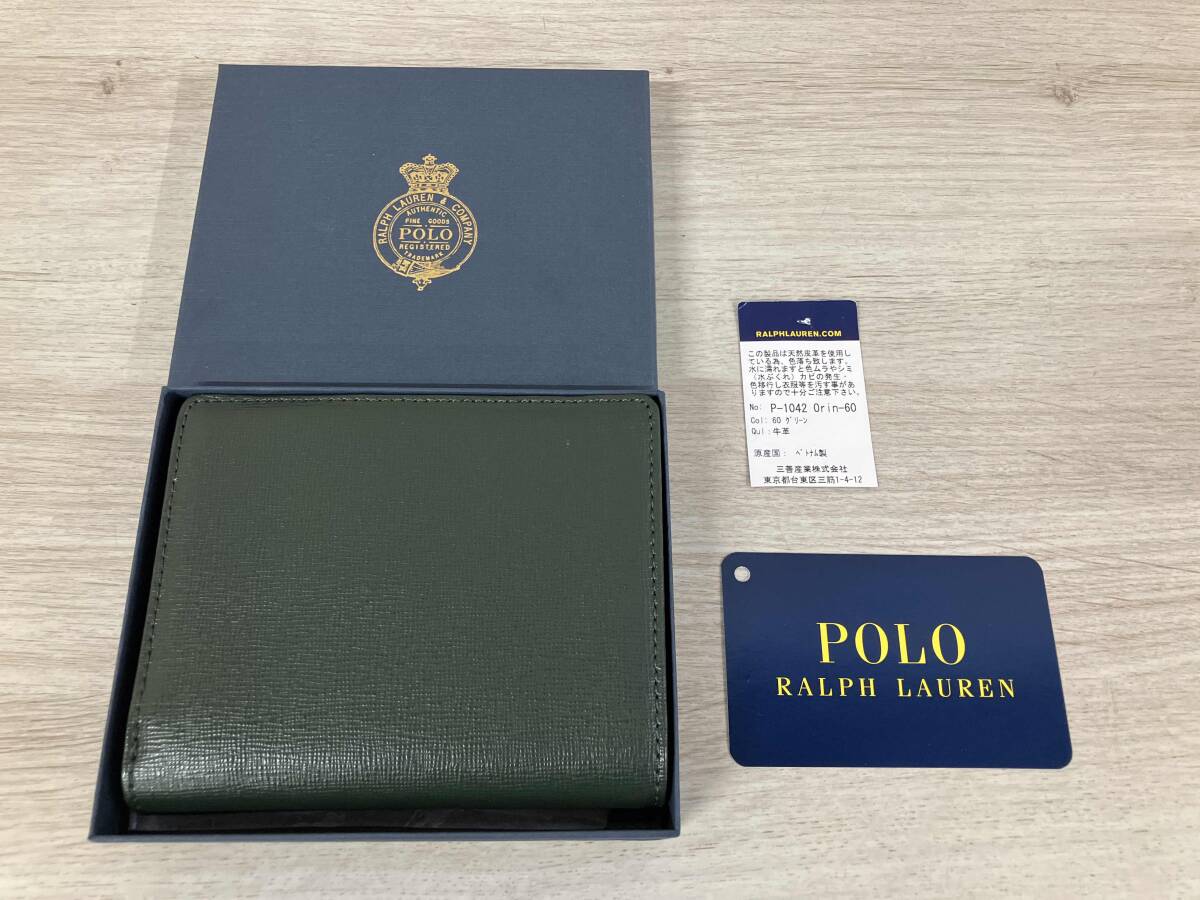 RALPH LAUREN & COMPANY
AUTHENTIC
FINE GOODS
POLO
REGISTERED
TRADEMARK
RALPHLAUREN.COM
この製品は天然皮革を使用し
ている為、色落ち致します。
水に濡れますと色ムラやシミ
（水ぶくれ）カビの発生・
色移行し衣服等を汚す事があ
りますので十分ご注意下さい。
No: P-1042 Orin-60
Col: 60 ｸﾞﾘｰﾝ
Qul: 牛革
原産国： ﾍﾞﾄﾅﾑ製
三善産業株式会社
東京都台東区三筋1-4-12
POLO
RALPH LAUREN